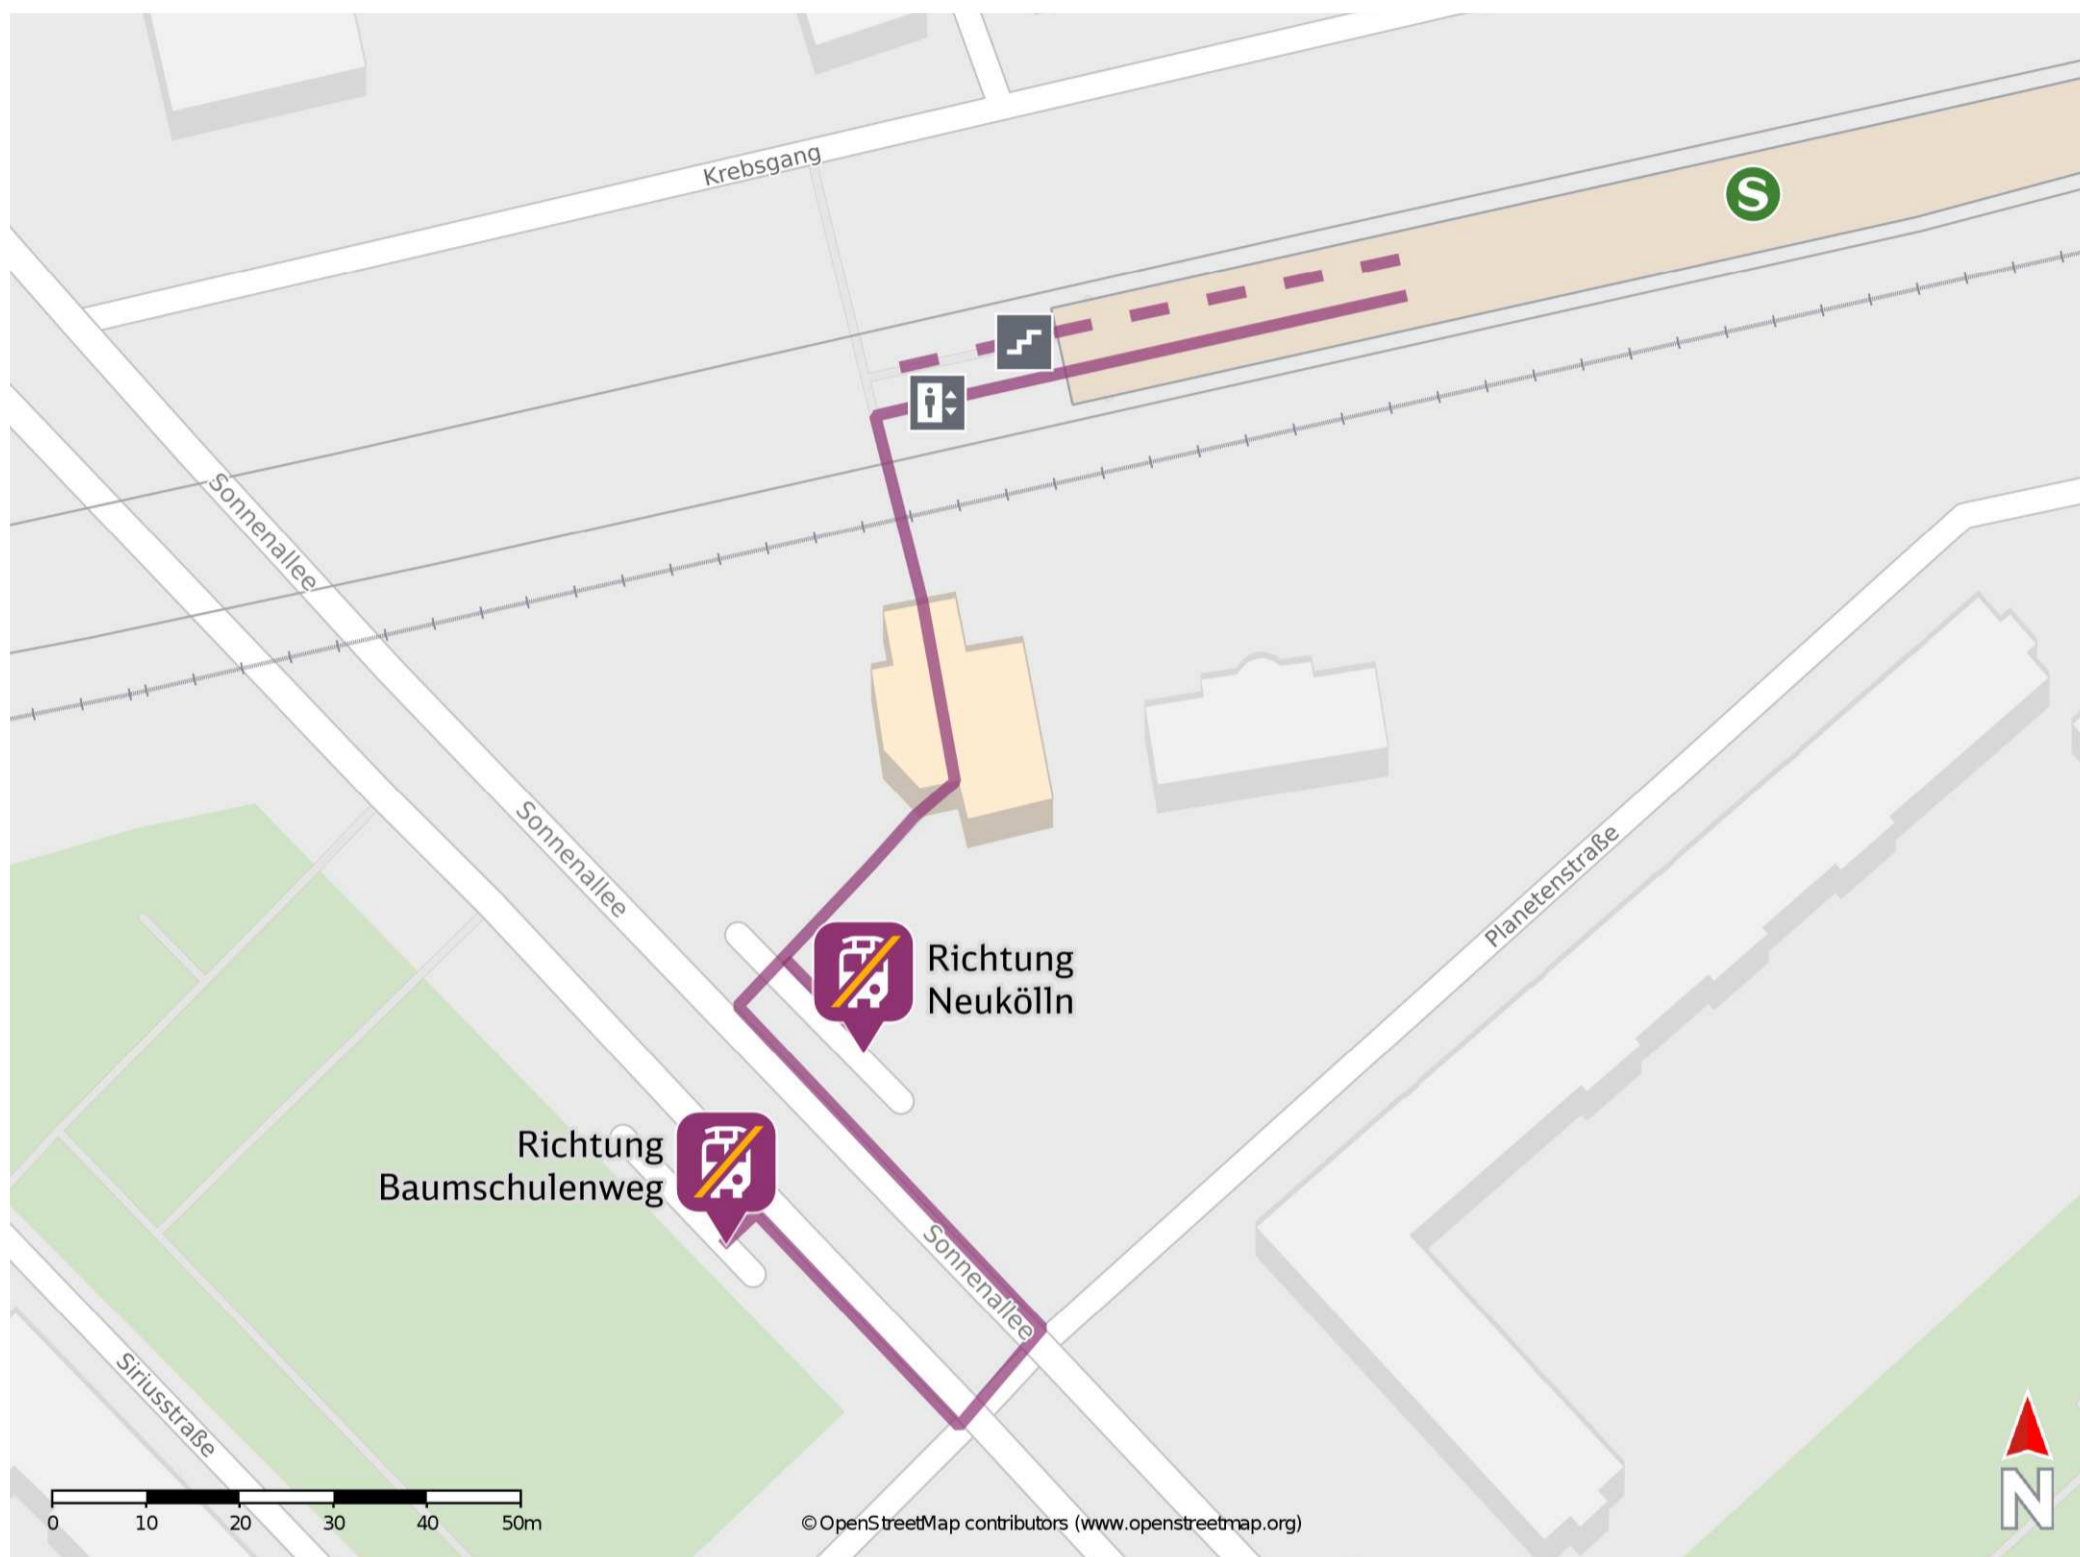 Krebsgang
S
Sonnenallee
Sonnenallee
Planetenstraße
Richtung
Neukölln
Richtung
Baumschulenweg
Sonnenallee
Siriusstraße
0 10 20 30 40 50m
© OpenStreetMap contributors (www.openstreetmap.org)
N